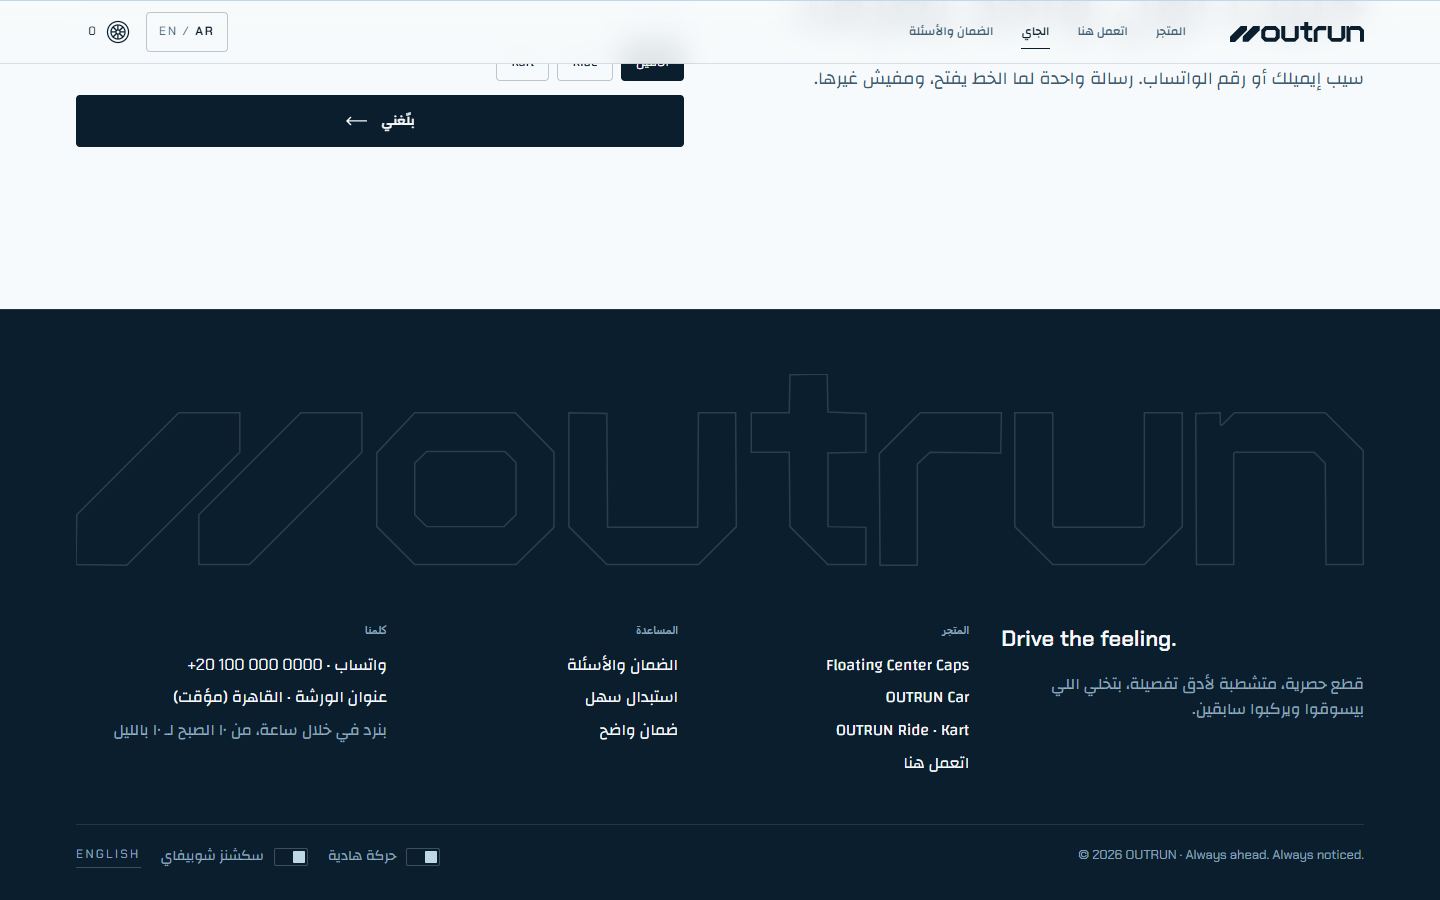 outrun
المتجر
اتعمل هنا
الجاي
الضمان والأسئلة
EN / AR
0
سيب إيميلك أو رقم الواتساب. رسالة واحدة لما الخط يفتح، ومفيش غيرها.
Ride
Kart
بلّغني
outrun
Drive the feeling.
قطع حصرية، متشطبة لأدق تفصيلة، بتخلي اللي
بيسوقوا ويركبوا سابقين.
المتجر
Floating Center Caps
OUTRUN Car
OUTRUN Ride · Kart
اتعمل هنا
المساعدة
الضمان والأسئلة
استبدال سهل
ضمان واضح
كلمنا
واتساب · 0000 000 100 20+
عنوان الورشة · القاهرة (مؤقت)
بنرد في خلال ساعة، من ١٠ الصبح لـ ١٠ بالليل
© 2026 OUTRUN · Always ahead. Always noticed.
حركة هادية
سكشنز شوبيفاي
ENGLISH